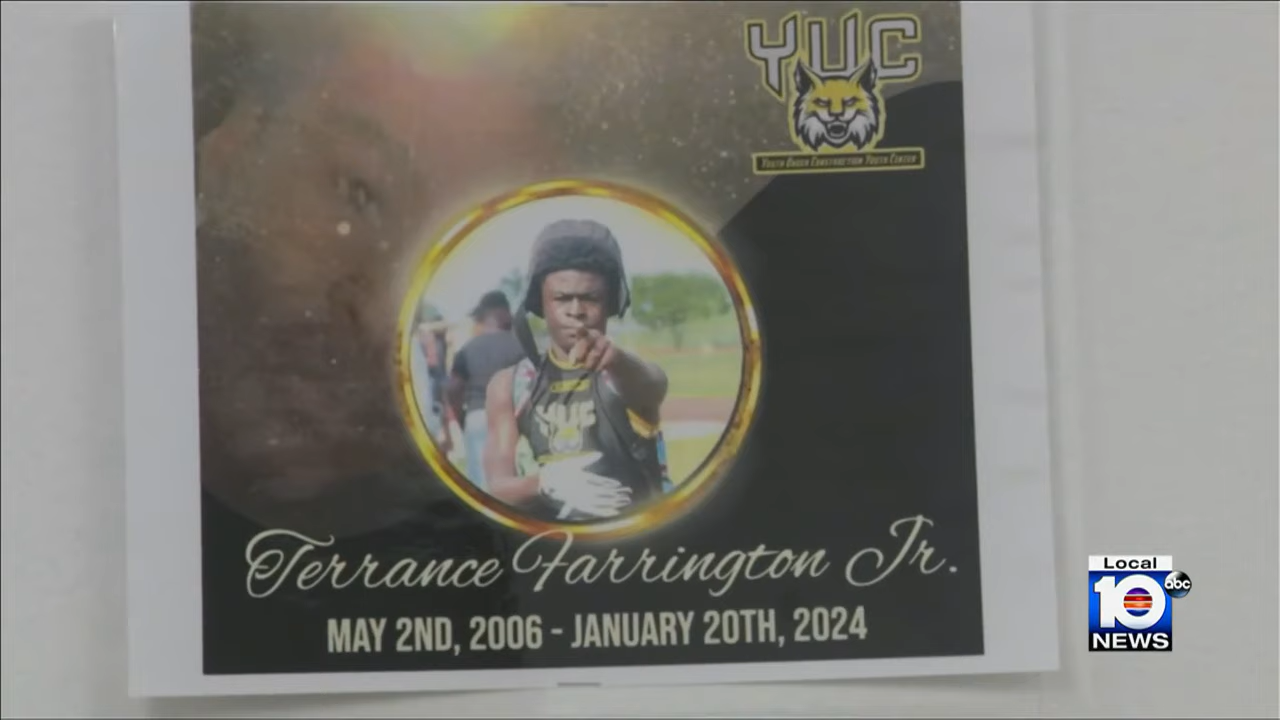 YUC
YOUTH UNDER CONSTRUCTION YOUTH CENTER
YUC
Terrance Farrington Jr.
MAY 2ND, 2006 - JANUARY 20TH, 2024
Local
10 abc
NEWS